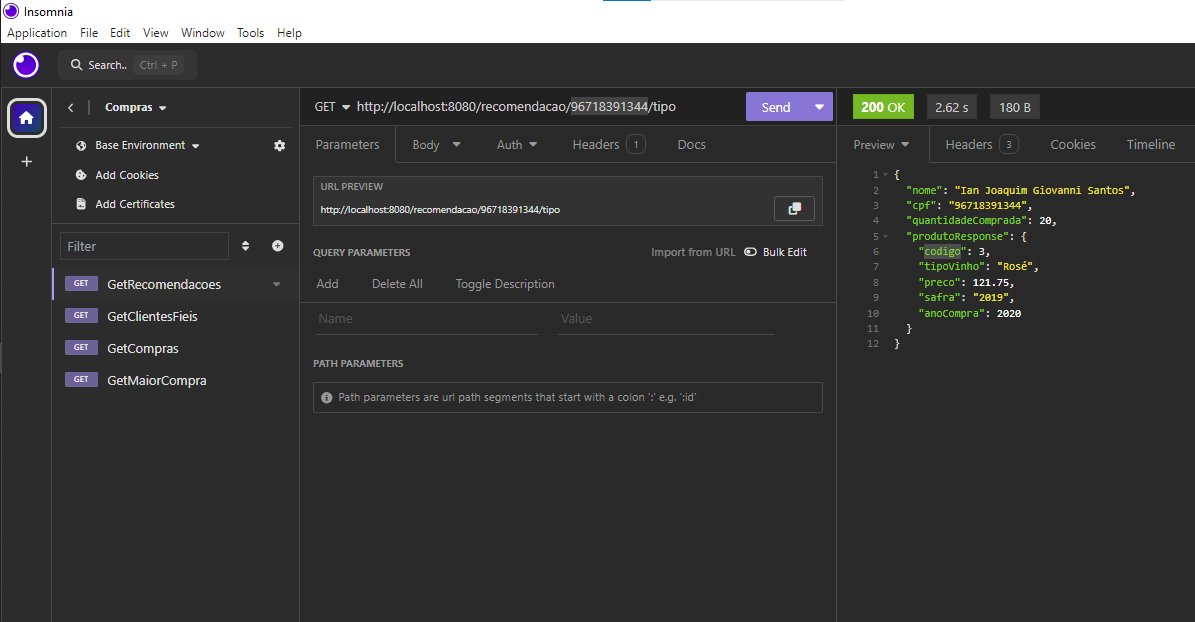 Insomnia
Application File Edit View Window Tools Help
Search.. Ctrl + P
Compras
Base Environment
Add Cookies
Add Certificates
Filter
GET GetRecomendacoes
GET GetClientesFieis
GET GetCompras
GET GetMaiorCompra
GET http://localhost:8080/recomendacao/96718391344/tipo Send
Parameters Body Auth Headers 1 Docs
URL PREVIEW
http://localhost:8080/recomendacao/96718391344/tipo
QUERY PARAMETERS Import from URL Bulk Edit
Add Delete All Toggle Description
Name Value
PATH PARAMETERS
Path parameters are url path segments that start with a colon ':' e.g. ':id'
200 OK 2.62 s 180 B
Preview Headers 3 Cookies Timeline
1 {
2 "nome": "Ian Joaquim Giovanni Santos",
3 "cpf": "96718391344",
4 "quantidadeComprada": 20,
5 "produtoResponse": {
6 "codigo": 3,
7 "tipoVinho": "Rosé",
8 "preco": 121.75,
9 "safra": "2019",
10 "anoCompra": 2020
11 }
12 }